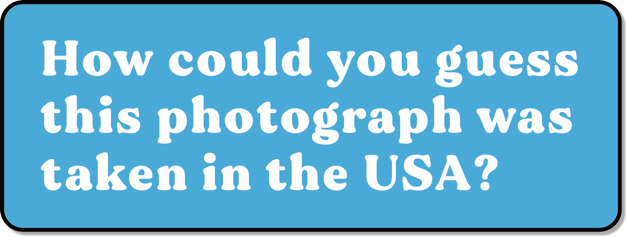 How could you guess
this photograph was
taken in the USA?